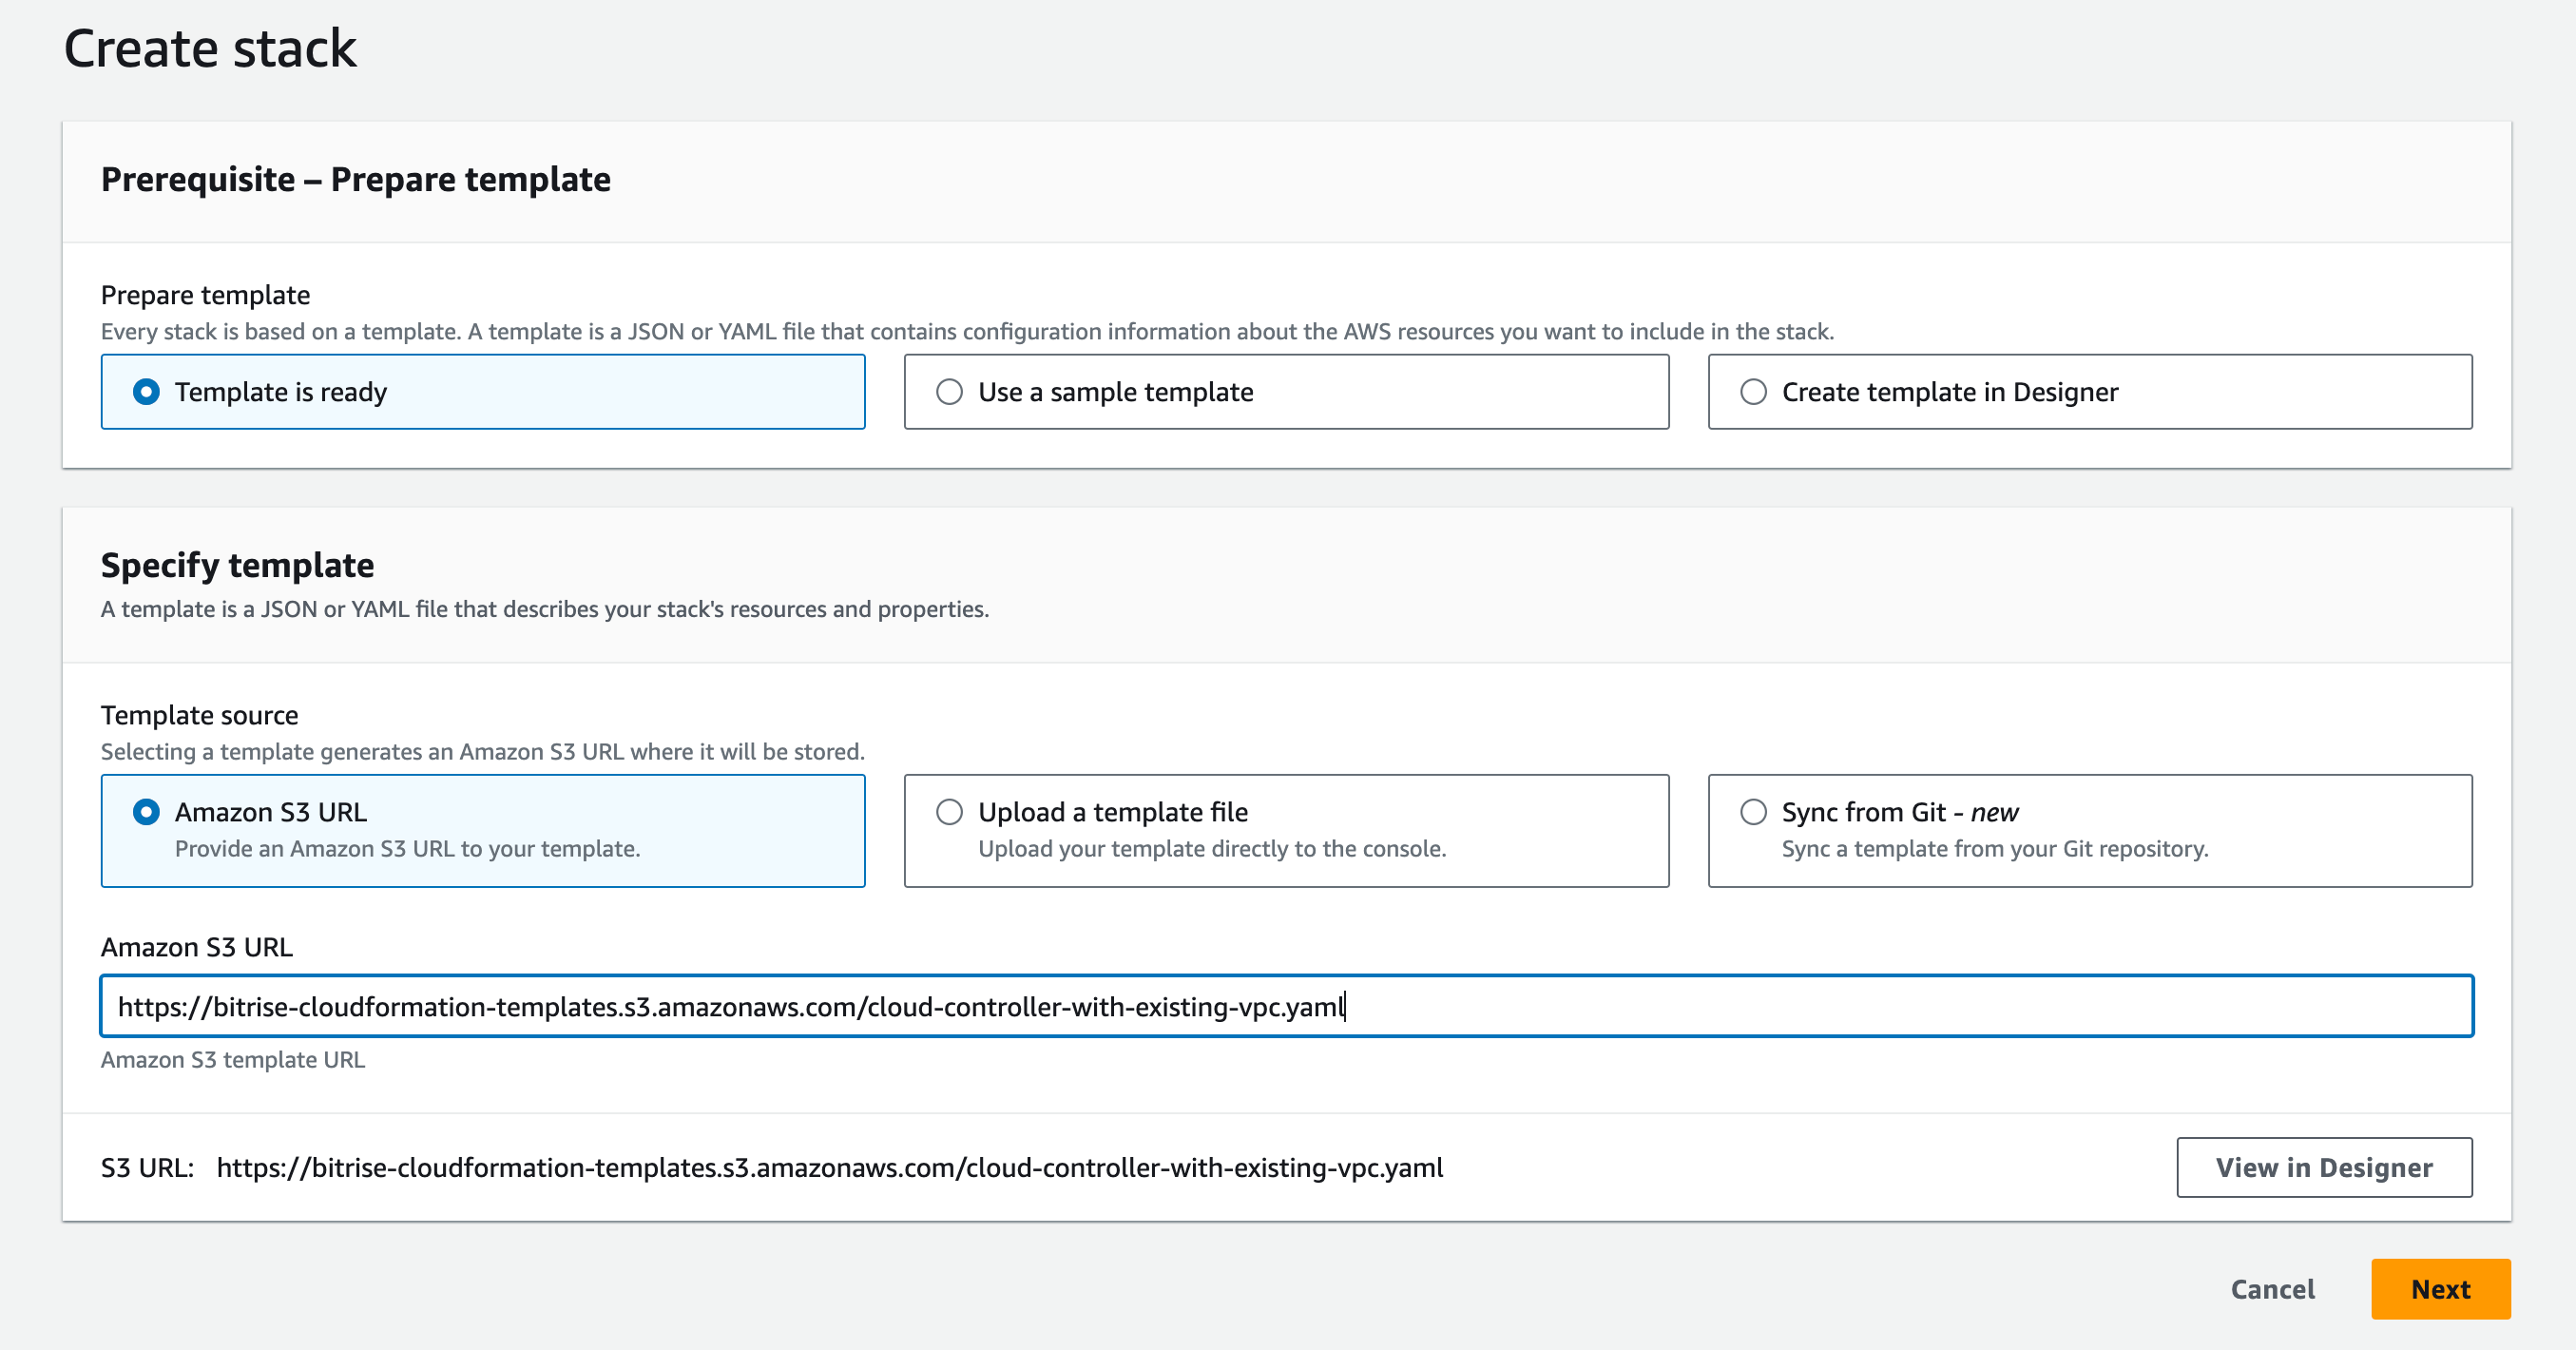 Create stack
Prerequisite – Prepare template
Prepare template
Every stack is based on a template. A template is a JSON or YAML file that contains configuration information about the AWS resources you want to include in the stack.
Template is ready
Use a sample template
Create template in Designer
Specify template
A template is a JSON or YAML file that describes your stack's resources and properties.
Template source
Selecting a template generates an Amazon S3 URL where it will be stored.
Amazon S3 URL
Provide an Amazon S3 URL to your template.
Upload a template file
Upload your template directly to the console.
Sync from Git - new
Sync a template from your Git repository.
Amazon S3 URL
https://bitrise-cloudformation-templates.s3.amazonaws.com/cloud-controller-with-existing-vpc.yaml
Amazon S3 template URL
S3 URL: https://bitrise-cloudformation-templates.s3.amazonaws.com/cloud-controller-with-existing-vpc.yaml
View in Designer
Cancel
Next